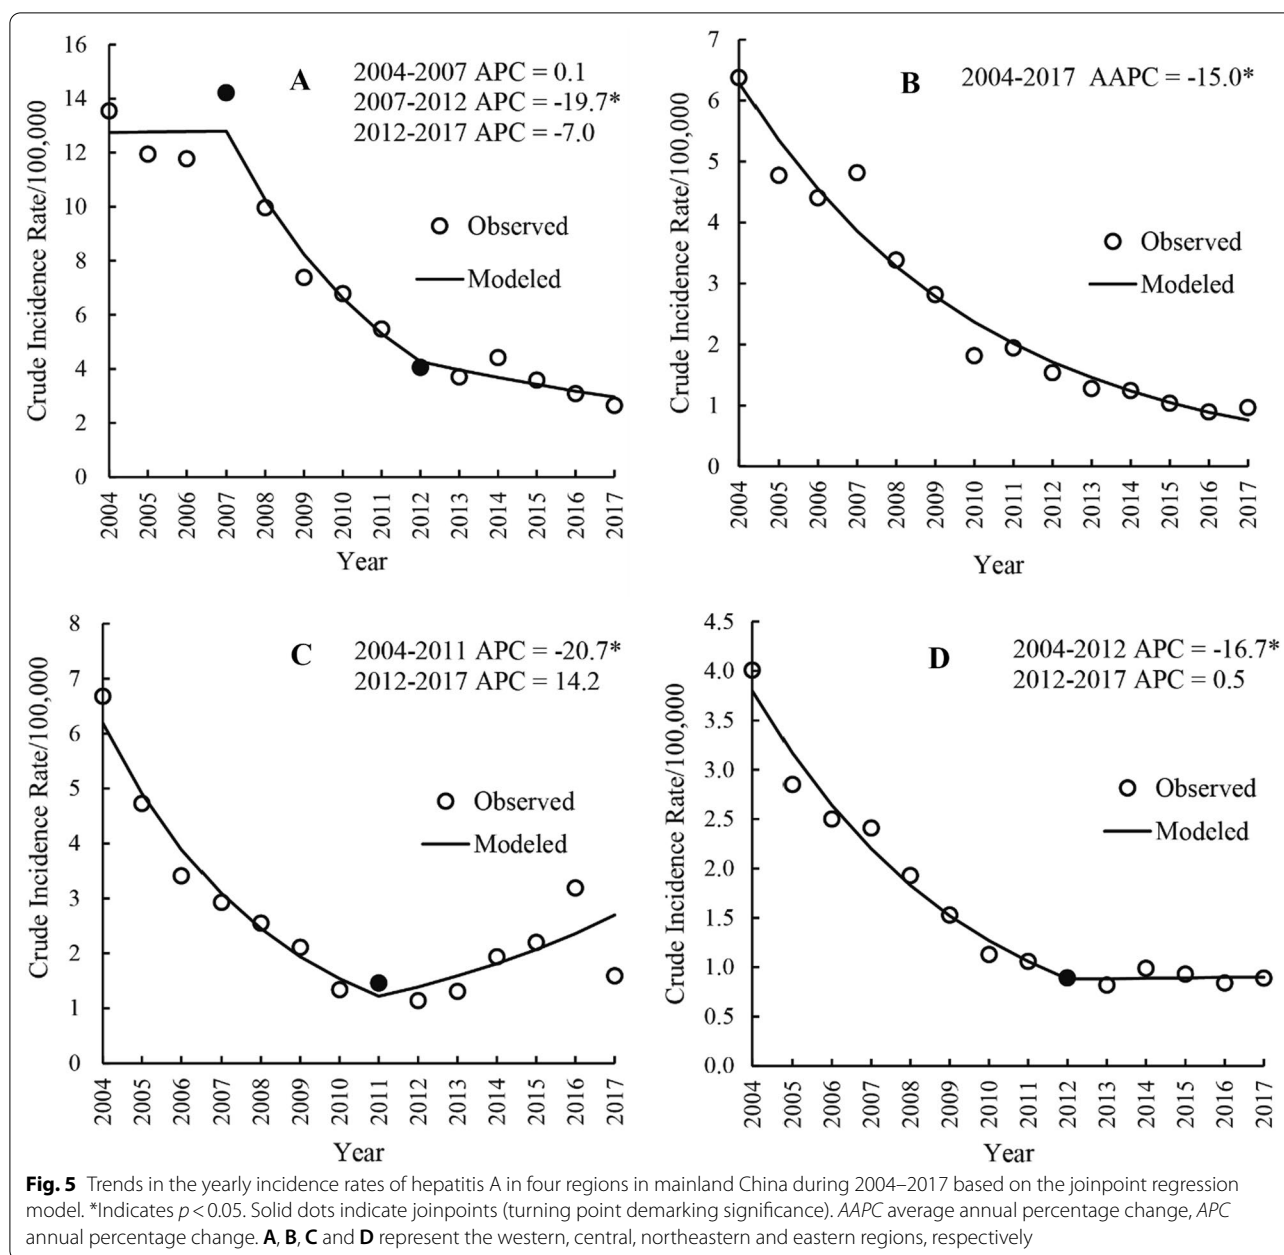 16
14
12
10
8
6
4
2
0
Crude Incidence Rate/100,000
A
2004-2007 APC = 0.1
2007-2012 APC = -19.7*
2012-2017 APC = -7.0
Observed
Modeled
2004 2005 2006 2007 2008 2009 2010 2011 2012 2013 2014 2015 2016 2017
Year
7
6
5
4
3
2
1
0
Crude Incidence Rate/100,000
B
2004-2017 AAPC = -15.0*
Observed
Modeled
2004 2005 2006 2007 2008 2009 2010 2011 2012 2013 2014 2015 2016 2017
Year
8
7
6
5
4
3
2
1
0
Crude Incidence Rate/100,000
C
2004-2011 APC = -20.7*
2012-2017 APC = 14.2
Observed
Modeled
2004 2005 2006 2007 2008 2009 2010 2011 2012 2013 2014 2015 2016 2017
Year
4.5
4.0
3.5
3.0
2.5
2.0
1.5
1.0
0.5
0.0
Crude Incidence Rate/100,000
D
2004-2012 APC = -16.7*
2012-2017 APC = 0.5
Observed
Modeled
2004 2005 2006 2007 2008 2009 2010 2011 2012 2013 2014 2015 2016 2017
Year
Fig. 5 Trends in the yearly incidence rates of hepatitis A in four regions in mainland China during 2004–2017 based on the joinpoint regression
model. *Indicates p < 0.05. Solid dots indicate joinpoints (turning point demarking significance). AAPC average annual percentage change, APC
annual percentage change. A, B, C and D represent the western, central, northeastern and eastern regions, respectively